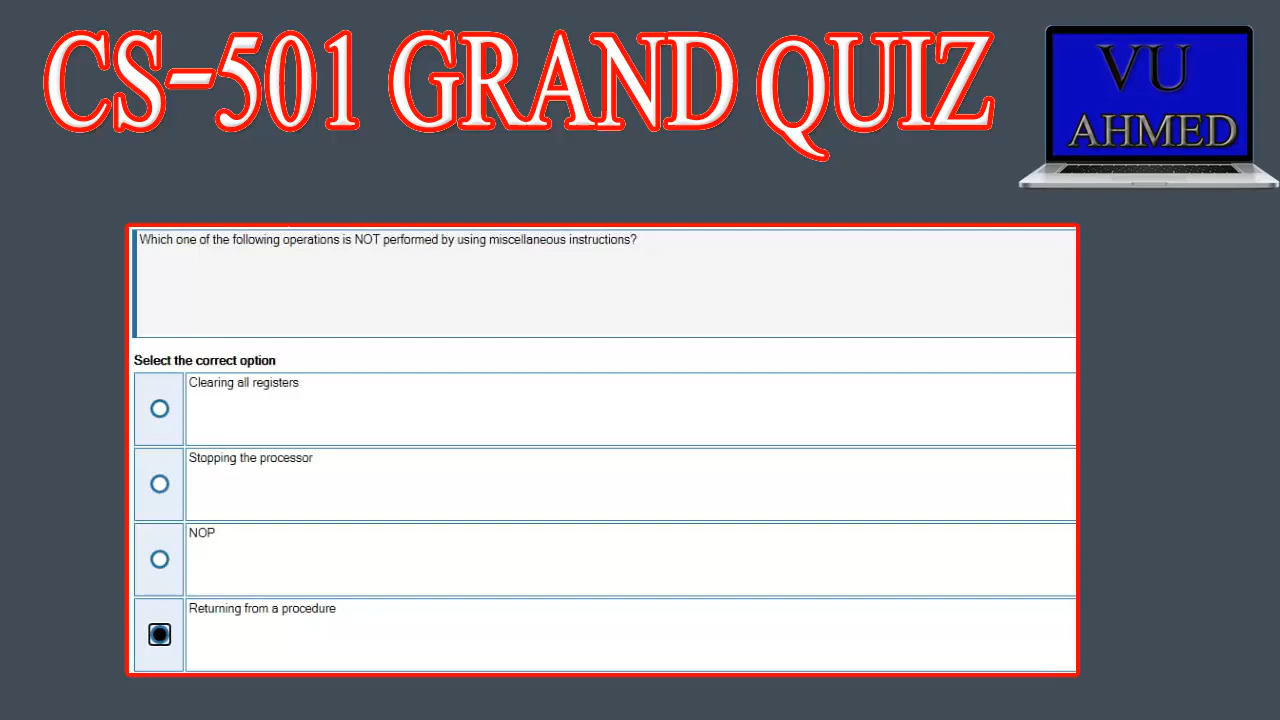 CS-501 GRAND QUIZ
VU
AHMED
Which one of the following operations is NOT performed by using miscellaneous instructions?
Select the correct option
Clearing all registers
Stopping the processor
NOP
Returning from a procedure